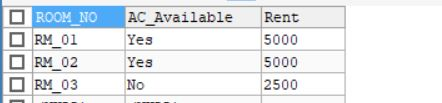 ROOM_NO AC_Available Rent
RM_01 Yes 5000
RM_02 Yes 5000
RM_03 No 2500